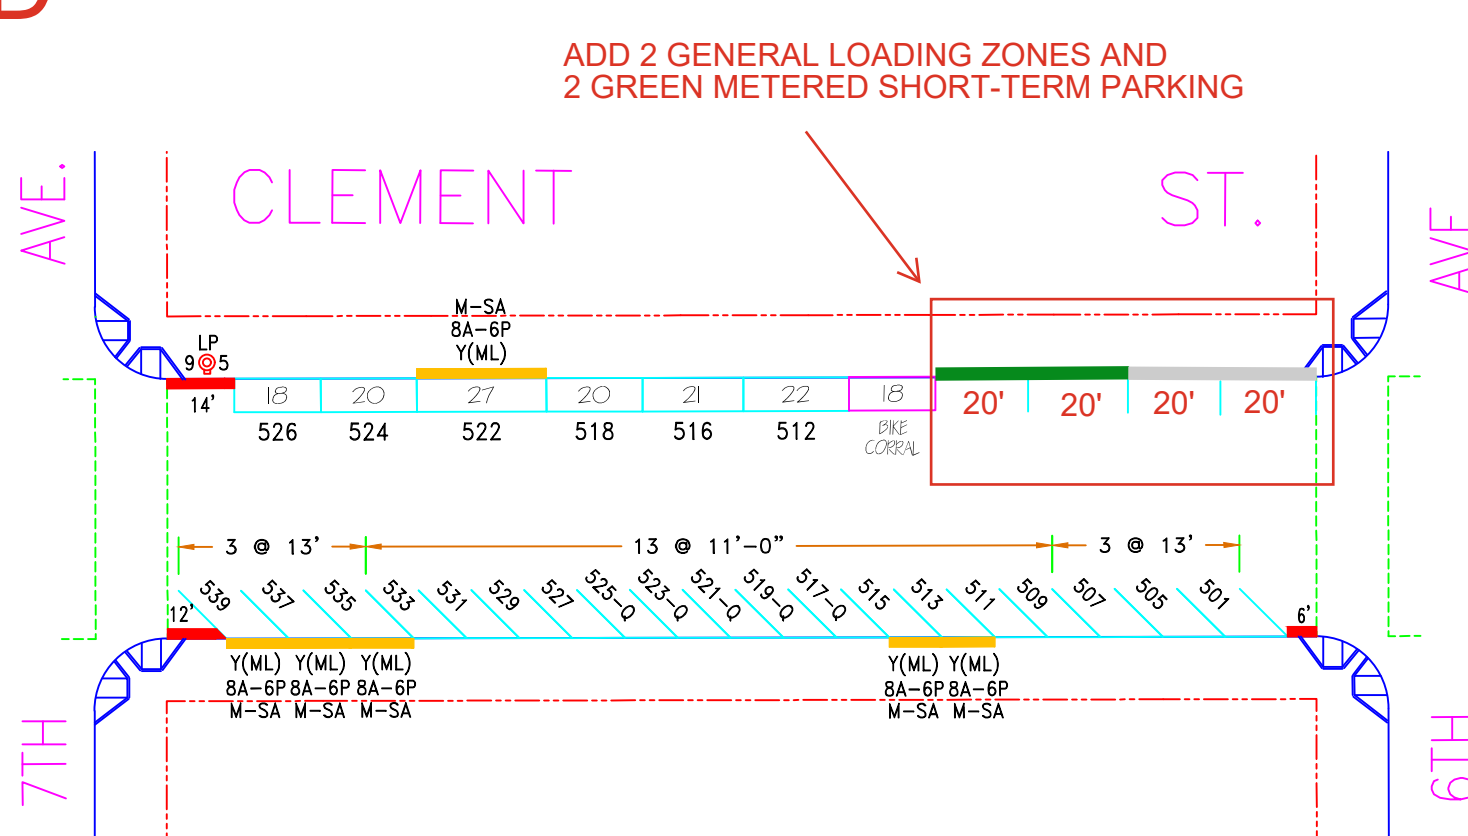 ADD 2 GENERAL LOADING ZONES AND
2 GREEN METERED SHORT-TERM PARKING
AVE.
CLEMENT
ST.
AVE
M-SA
8A-6P
Y(ML)
LP
9 5
14'
18 20 27 20 21 22 18
20' 20' 20' 20'
526 524 522 518 516 512
BIKE
CORRAL
3 @ 13' 13 @ 11'-0" 3 @ 13'
539 537 535 533 531 529 527 525-Q 523-Q 521-Q 519-Q 517-Q 515 513 511 509 507 505 501
12'
6'
Y(ML) Y(ML) Y(ML) Y(ML) Y(ML)
8A-6P 8A-6P 8A-6P 8A-6P 8A-6P
M-SA M-SA M-SA M-SA M-SA
7TH
6TH